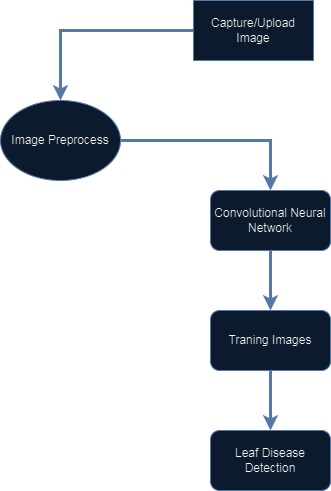 Capture/Upload
Image
Image Preprocess
Convolutional Neural
Network
Traning Images
Leaf Disease
Detection